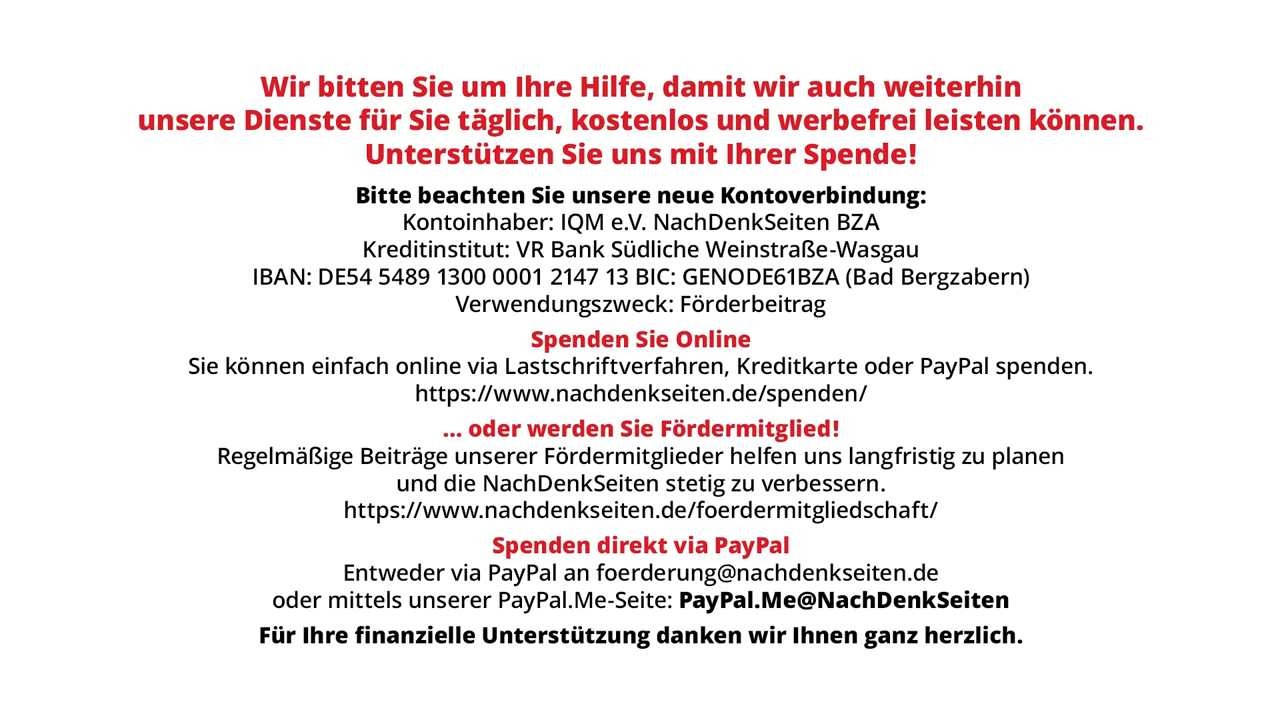 Wir bitten Sie um Ihre Hilfe, damit wir auch weiterhin
unsere Dienste für Sie täglich, kostenlos und werbefrei leisten können.
Unterstützen Sie uns mit Ihrer Spende!
Bitte beachten Sie unsere neue Kontoverbindung:
Kontoinhaber: IQM e.V. NachDenkSeiten BZA
Kreditinstitut: VR Bank Südliche Weinstraße-Wasgau
IBAN: DE54 5489 1300 0001 2147 13 BIC: GENODE61BZA (Bad Bergzabern)
Verwendungszweck: Förderbeitrag
Spenden Sie Online
Sie können einfach online via Lastschriftverfahren, Kreditkarte oder PayPal spenden.
https://www.nachdenkseiten.de/spenden/
... oder werden Sie Fördermitglied!
Regelmäßige Beiträge unserer Fördermitglieder helfen uns langfristig zu planen
und die NachDenkSeiten stetig zu verbessern.
https://www.nachdenkseiten.de/foerdermitgliedschaft/
Spenden direkt via PayPal
Entweder via PayPal an foerderung@nachdenkseiten.de
oder mittels unserer PayPal.Me-Seite: PayPal.Me@NachDenkSeiten
Für Ihre finanzielle Unterstützung danken wir Ihnen ganz herzlich.